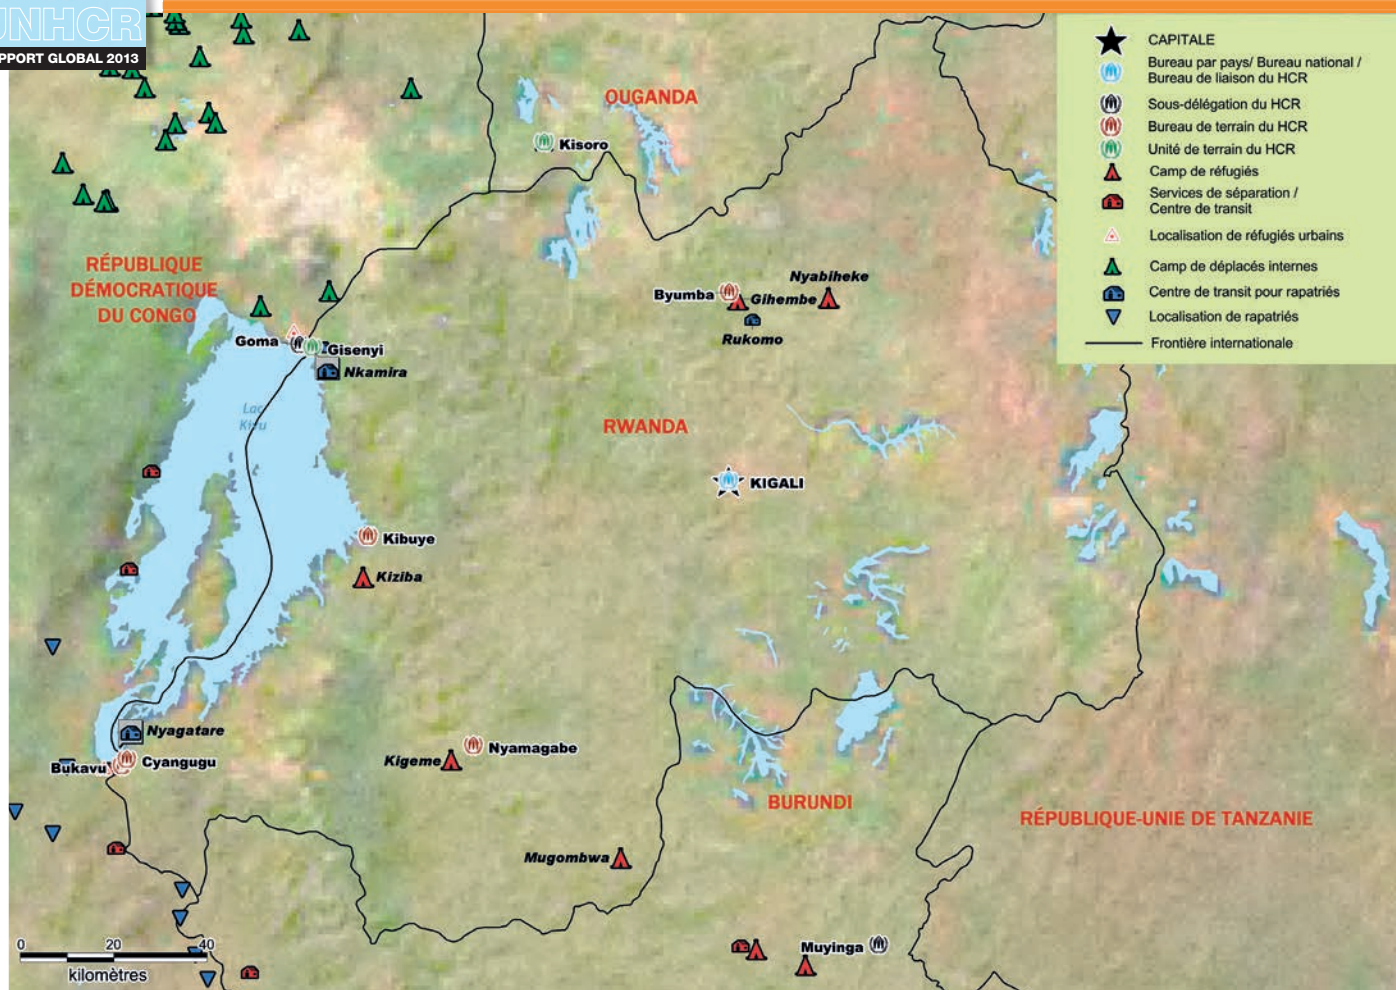 UNHCR
PPORT GLOBAL 2013
CAPITALE
Bureau par pays/ Bureau national /
Bureau de liaison du HCR
Sous-délégation du HCR
Bureau de terrain du HCR
Unité de terrain du HCR
Camp de réfugiés
Services de séparation /
Centre de transit
Localisation de réfugiés urbains
Camp de déplacés internes
Centre de transit pour rapatriés
Localisation de rapatriés
Frontière internationale
OUGANDA
Kisoro
RÉPUBLIQUE
DÉMOCRATIQUE
DU CONGO
Nyabiheke
Byumba
Gihembe
Rukomo
Goma
Gisenyi
Nkamira
Lac
Kivu
RWANDA
KIGALI
Kibuye
Kiziba
Nyagatare
Bukavu
Cyangugu
Kigeme
Nyamagabe
BURUNDI
RÉPUBLIQUE-UNIE DE TANZANIE
Mugombwa
Muyinga
0 20 40
kilomètres